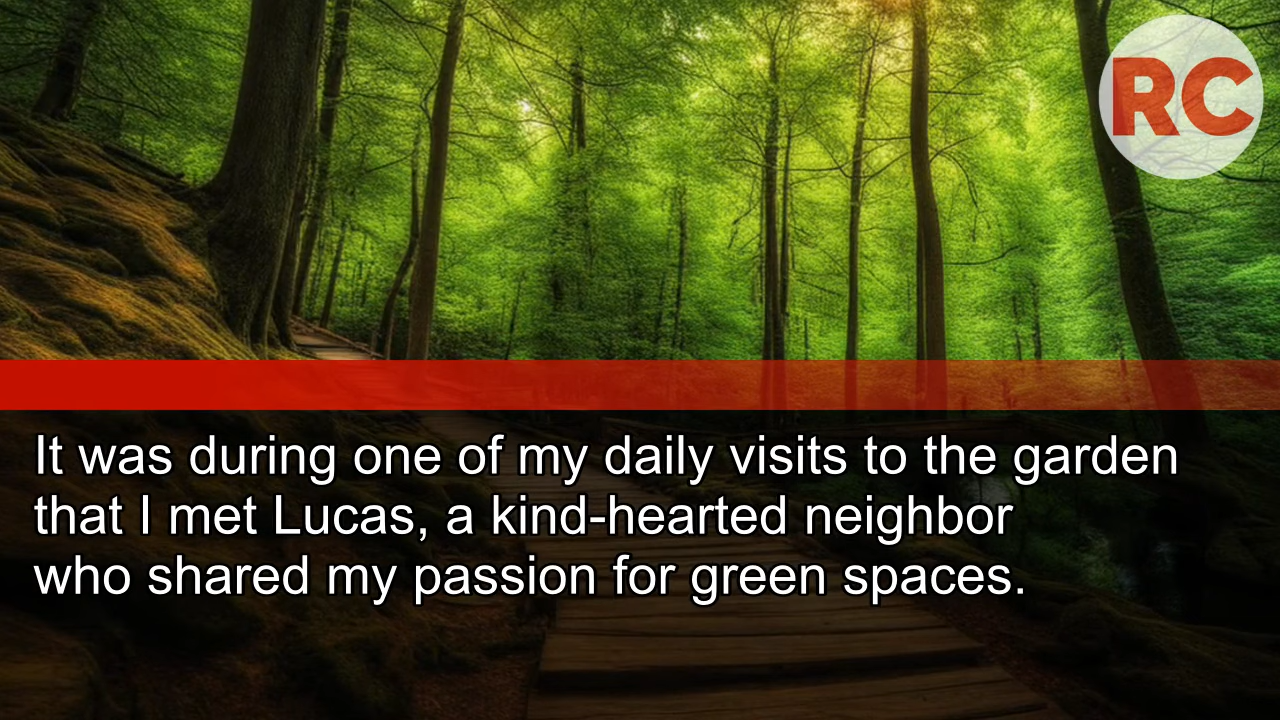 RC
It was during one of my daily visits to the garden
that I met Lucas, a kind-hearted neighbor
who shared my passion for green spaces.